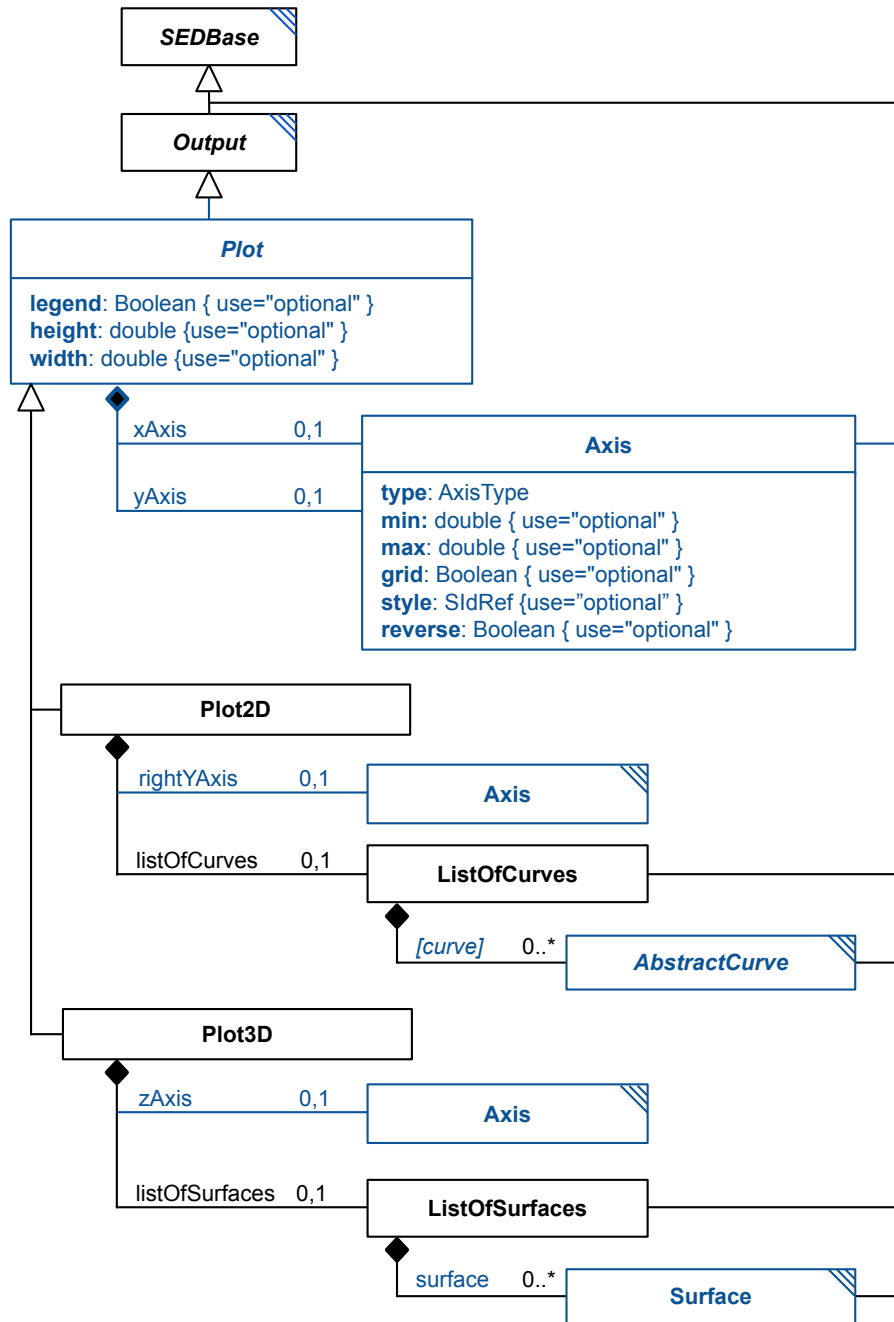 SEDBase
Output
Plot
legend: Boolean { use="optional" }
height: double {use="optional" }
width: double {use="optional" }
xAxis 0,1
Axis
yAxis 0,1
type: AxisType
min: double { use="optional" }
max: double { use="optional" }
grid: Boolean { use="optional" }
style: SIdRef {use=”optional” }
reverse: Boolean { use="optional" }
Plot2D
rightYAxis 0,1
Axis
listOfCurves 0,1
ListOfCurves
[curve] 0..*
AbstractCurve
Plot3D
zAxis 0,1
Axis
listOfSurfaces 0,1
ListOfSurfaces
surface 0..*
Surface